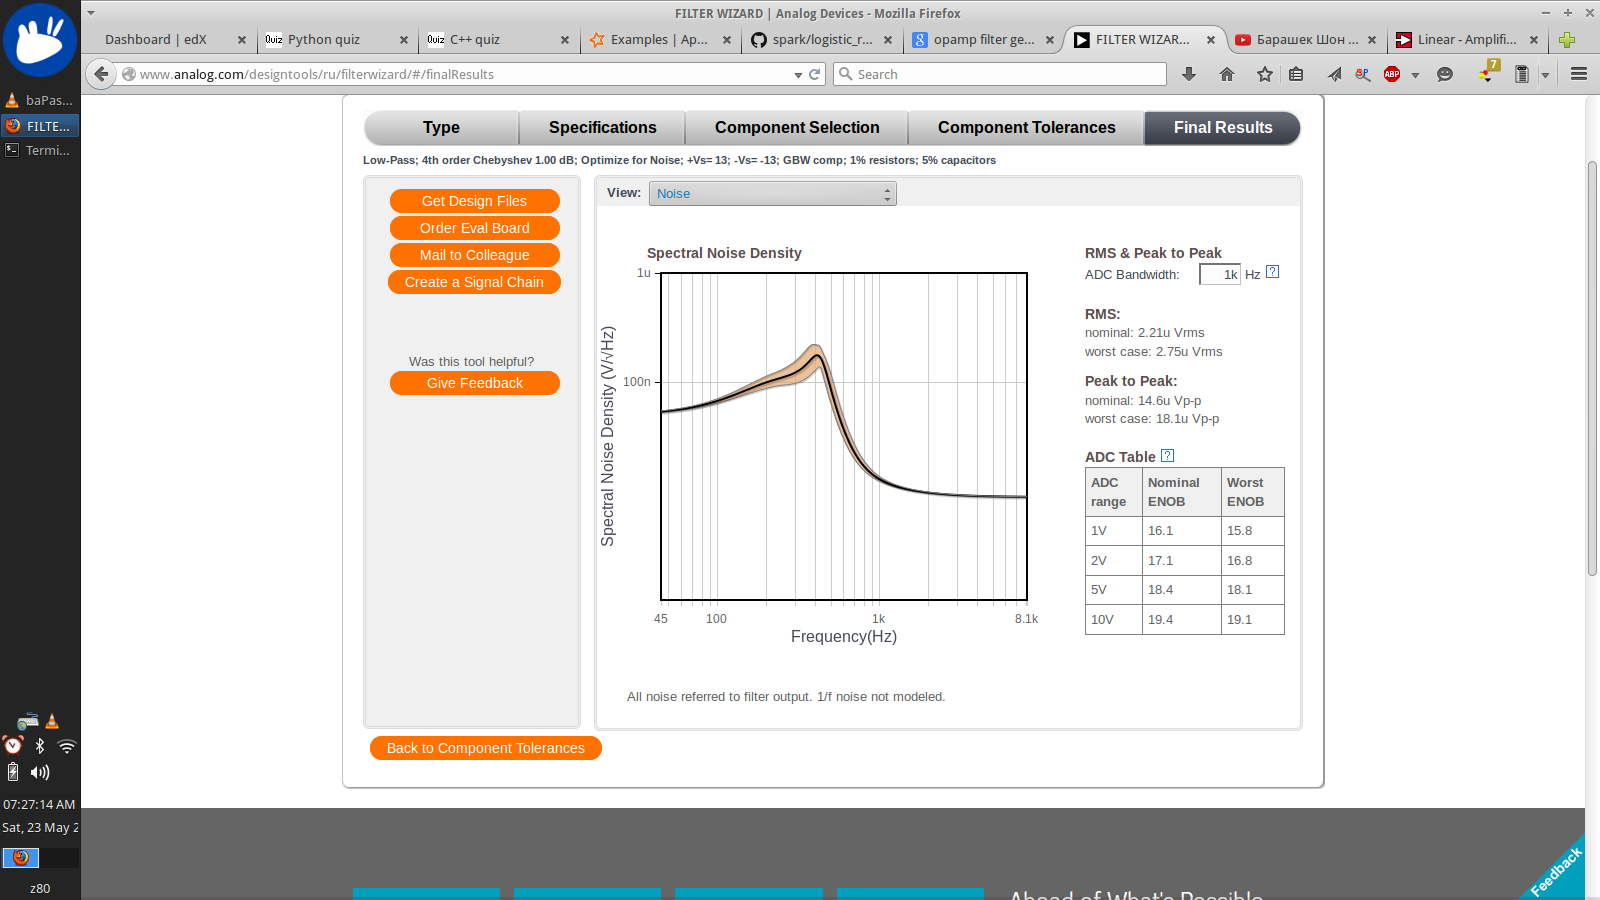 FILTER WIZARD | Analog Devices - Mozilla Firefox
Dashboard | edX
Quiz Python quiz
Quiz C++ quiz
Examples | Ap...
spark/logistic_r...
8 opamp filter ge...
FILTER WIZAR...
Барашек Шон ...
Linear - Amplifi...
www.analog.com/designtools/ru/filterwizard/#/finalResults
Search
ABP
7
baPas...
FILTE...
Termi...
Type
Specifications
Component Selection
Component Tolerances
Final Results
Low-Pass; 4th order Chebyshev 1.00 dB; Optimize for Noise; +Vs= 13; -Vs= -13; GBW comp; 1% resistors; 5% capacitors
Get Design Files
Order Eval Board
Mail to Colleague
Create a Signal Chain
Was this tool helpful?
Give Feedback
View: Noise
Spectral Noise Density
1u
100n
Spectral Noise Density (V/√Hz)
45 100 1k 8.1k
Frequency(Hz)
All noise referred to filter output. 1/f noise not modeled.
RMS & Peak to Peak
ADC Bandwidth: 1k Hz ?
RMS:
nominal: 2.21u Vrms
worst case: 2.75u Vrms
Peak to Peak:
nominal: 14.6u Vp-p
worst case: 18.1u Vp-p
ADC Table ?
ADC range Nominal ENOB Worst ENOB
1V 16.1 15.8
2V 17.1 16.8
5V 18.4 18.1
10V 19.4 19.1
Back to Component Tolerances
07:27:14 AM
Sat, 23 May 2
z80
Ahead of What's Possible
Feedback